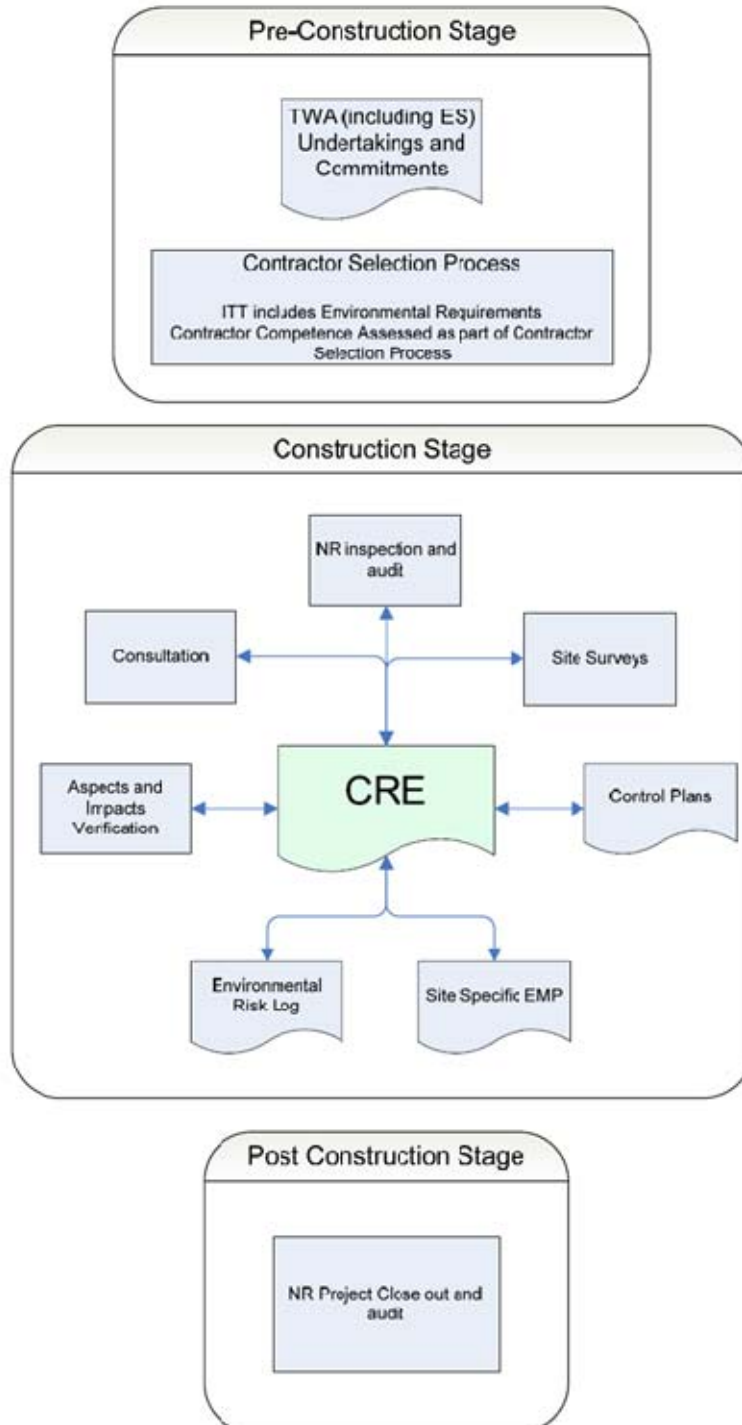 Pre-Construction Stage
TWA (including ES)
Undertakings and
Commitments
Contractor Selection Process
ITT includes Environmental Requirements
Contractor Competence Assessed as part of Contractor
Selection Process
Construction Stage
NR inspection and
audit
Consultation
Site Surveys
CRE
Aspects and
Impacts
Verification
Control Plans
Environmental
Risk Log
Site Specific EMP
Post Construction Stage
NR Project Close out and
audit